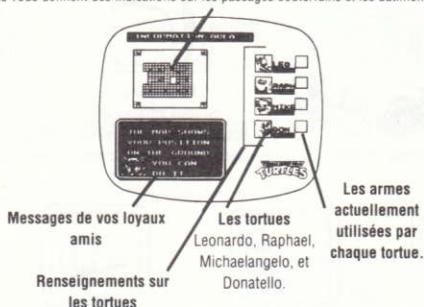 vous donnent des indications sur les passages souterrains et les bâtiments
INFORMATION AREA
LEO
RAPH
MIKE
DON
THE MAP SHOWS
YOUR POSITION
ON THE GROUND
YOU CAN
DO IT
TURTLES
Messages de vos loyaux
amis
Les tortues
Leonardo, Raphael,
Michaelangelo, et
Donatello.
Les armes
actuellement
utilisées par
chaque tortue.
Renseignements sur
les tortues